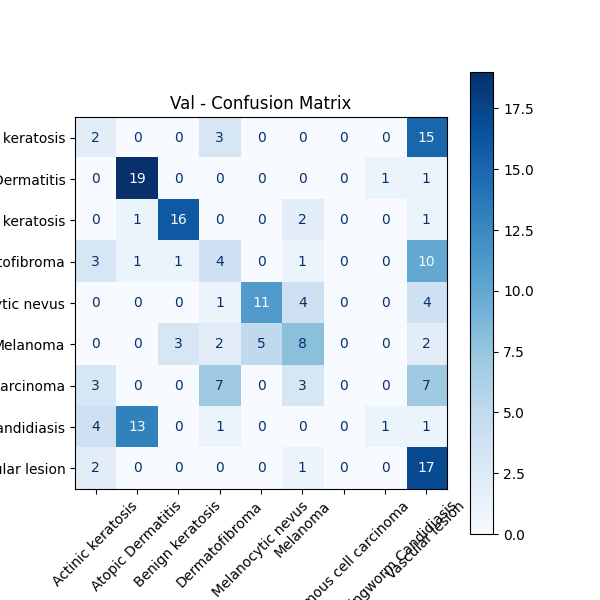 Val - Confusion Matrix
keratosis 2 0 0 3 0 0 0 0 15
Dermatitis 0 19 0 0 0 0 0 1 1
keratosis 0 1 16 0 0 2 0 0 1
tofibroma 3 1 1 4 0 1 0 0 10
ytic nevus 0 0 0 1 11 4 0 0 4
Melanoma 0 0 3 2 5 8 0 0 2
arcinoma 3 0 0 7 0 3 0 0 7
andidiasis 4 13 0 1 0 0 0 1 1
ular lesion 2 0 0 0 0 1 0 0 17
Actinic keratosis
Atopic Dermatitis
Benign keratosis
Dermatofibroma
Melanocytic nevus
Melanoma
mous cell carcinoma
ingworm Candidiasis
Vascular lesion
17.5
15.0
12.5
10.0
7.5
5.0
2.5
0.0